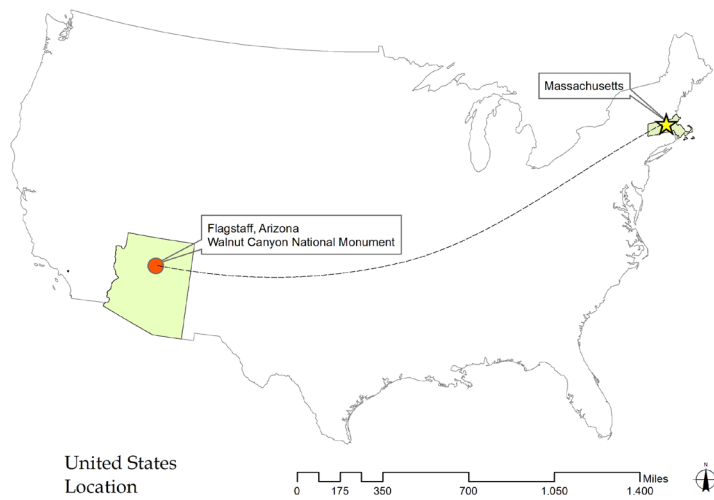 Massachusetts
Flagstaff, Arizona
Walnut Canyon National Monument
United States
Location
Miles
0 175 350 700 1,050 1,400
N